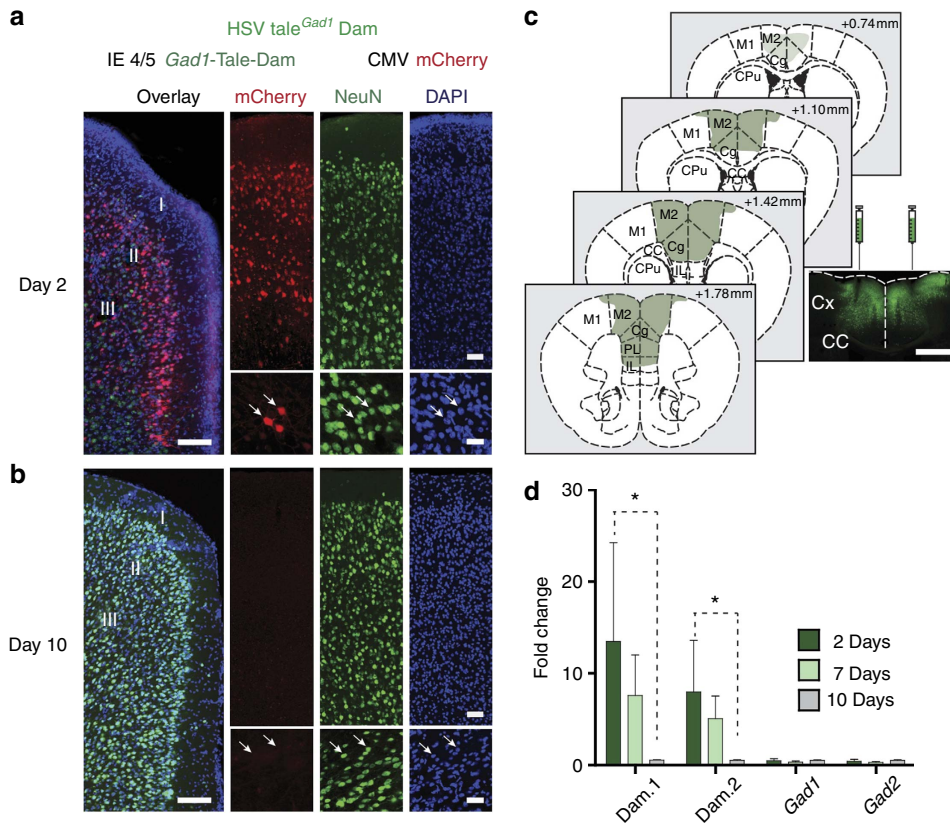 a
HSV tale^Gad1 Dam
IE 4/5 Gad1-Tale-Dam CMV mCherry
Overlay mCherry NeuN DAPI
Day 2
I
II
III
b
Day 10
I
II
III
c
+0.74mm
M1 M2
Cg
CPu
+1.10mm
M1 M2
Cg
CPu CC
+1.42mm
M2
M1
CC Cg
CPu IL
+1.78mm
M1 M2
Cg
PL
IL
Cx
CC
d
Fold change
30
20
10
0
*
*
2 Days
7 Days
10 Days
Dam.1 Dam.2 Gad1 Gad2